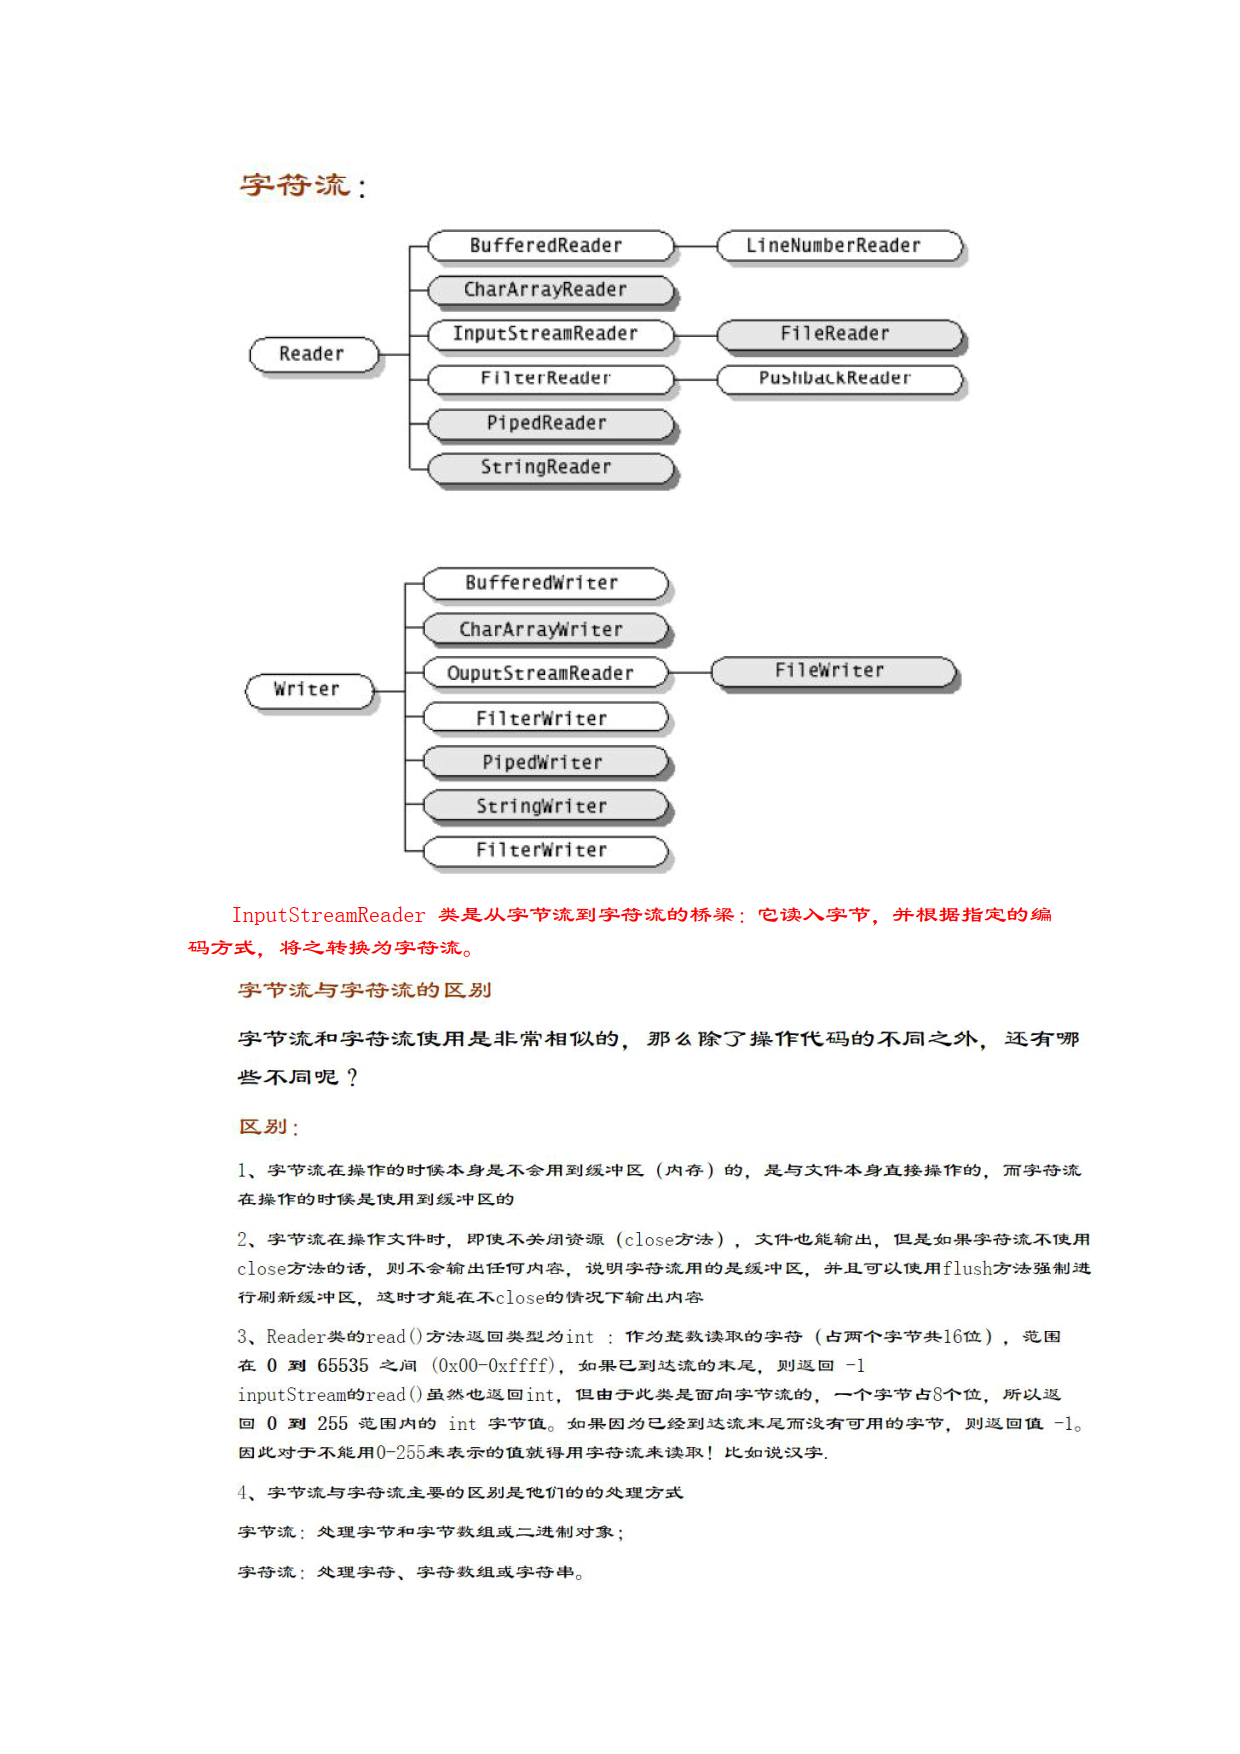 字符流：
BufferedReader
LineNumberReader
CharArrayReader
InputStreamReader
FileReader
Reader
FilterReader
PushbackReader
PipedReader
StringReader
BufferedWriter
CharArrayWriter
OuputStreamReader
FileWriter
Writer
FilterWriter
PipedWriter
StringWriter
FilterWriter
InputStreamReader 类是从字节流到字符流的桥梁：它读入字节，并根据指定的编
码方式，将之转换为字符流。
字节流与字符流的区别
字节流和字符流使用是非常相似的，那么除了操作代码的不同之外，还有哪
些不同呢？
区别：
1、字节流在操作的时候本身是不会用到缓冲区（内存）的，是与文件本身直接操作的，而字符流
在操作的时候是使用到缓冲区的
2、字节流在操作文件时，即使不关闭资源（close方法），文件也能输出，但是如果字符流不使用
close方法的话，则不会输出任何内容，说明字符流用的是缓冲区，并且可以使用flush方法强制进
行刷新缓冲区，这时才能在不close的情况下输出内容
3、Reader类的read()方法返回类型为int ：作为整数读取的字符（占两个字节共16位），范围
在 0 到 65535 之间 (0x00-0xffff)，如果已到达流的末尾，则返回 -1
inputStream的read()虽然也返回int，但由于此类是面向字节流的，一个字节占8个位，所以返
回 0 到 255 范围内的 int 字节值。如果因为已经到达流末尾而没有可用的字节，则返回值 -1。
因此对于不能用0-255来表示的值就得用字符流来读取！比如说汉字.
4、字节流与字符流主要的区别是他们的的处理方式
字节流：处理字节和字节数组或二进制对象；
字符流：处理字符、字符数组或字符串。